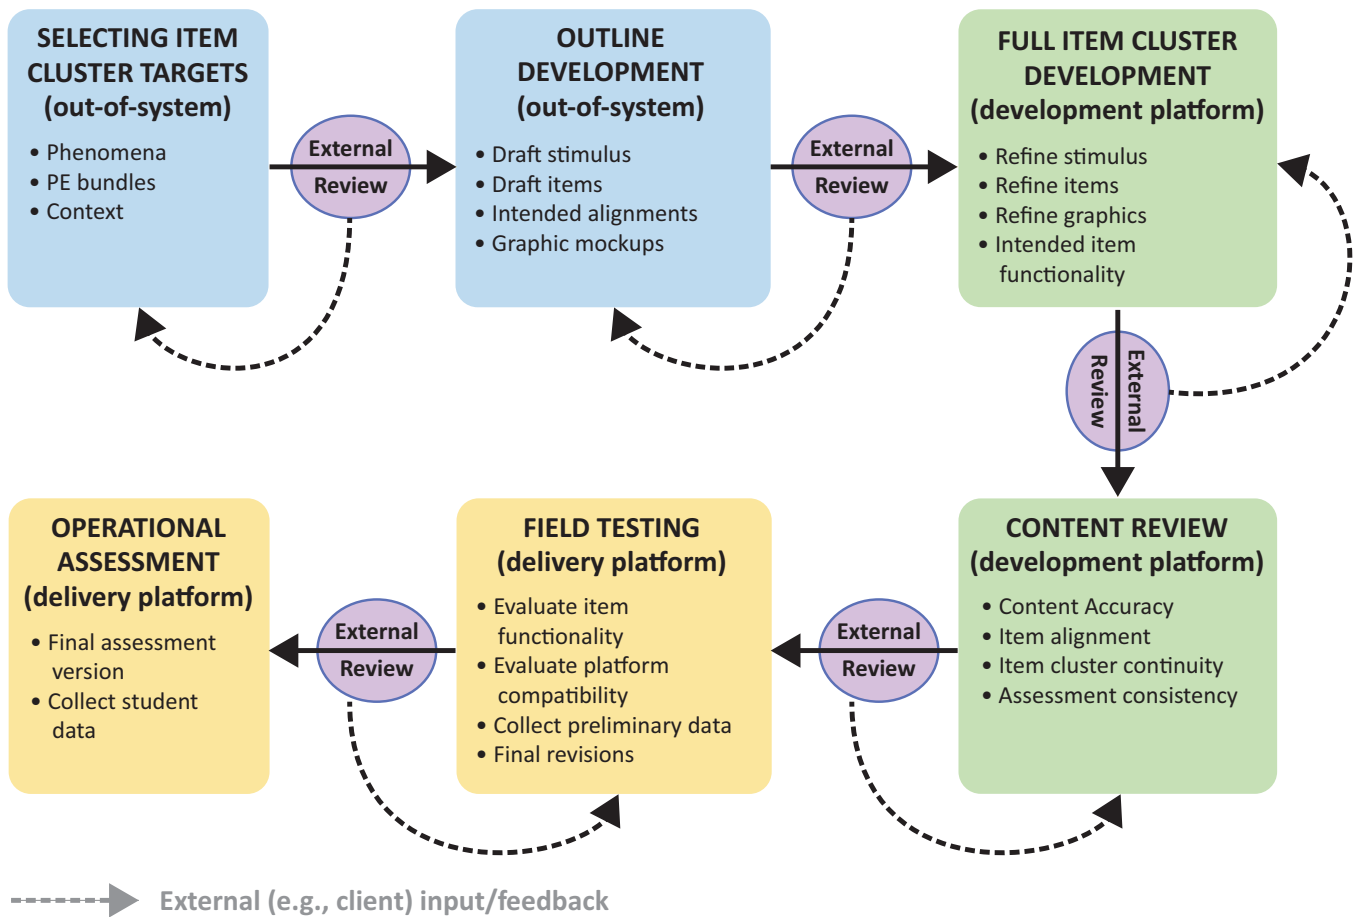 SELECTING ITEM
CLUSTER TARGETS
(out-of-system)
• Phenomena
• PE bundles
• Context
External
Review
OUTLINE
DEVELOPMENT
(out-of-system)
• Draft stimulus
• Draft items
• Intended alignments
• Graphic mockups
External
Review
FULL ITEM CLUSTER
DEVELOPMENT
(development platform)
• Refine stimulus
• Refine items
• Refine graphics
• Intended item
functionality
External
Review
CONTENT REVIEW
(development platform)
• Content Accuracy
• Item alignment
• Item cluster continuity
• Assessment consistency
External
Review
FIELD TESTING
(delivery platform)
• Evaluate item
functionality
• Evaluate platform
compatibility
• Collect preliminary data
• Final revisions
External
Review
OPERATIONAL
ASSESSMENT
(delivery platform)
• Final assessment
version
• Collect student
data
External (e.g., client) input/feedback